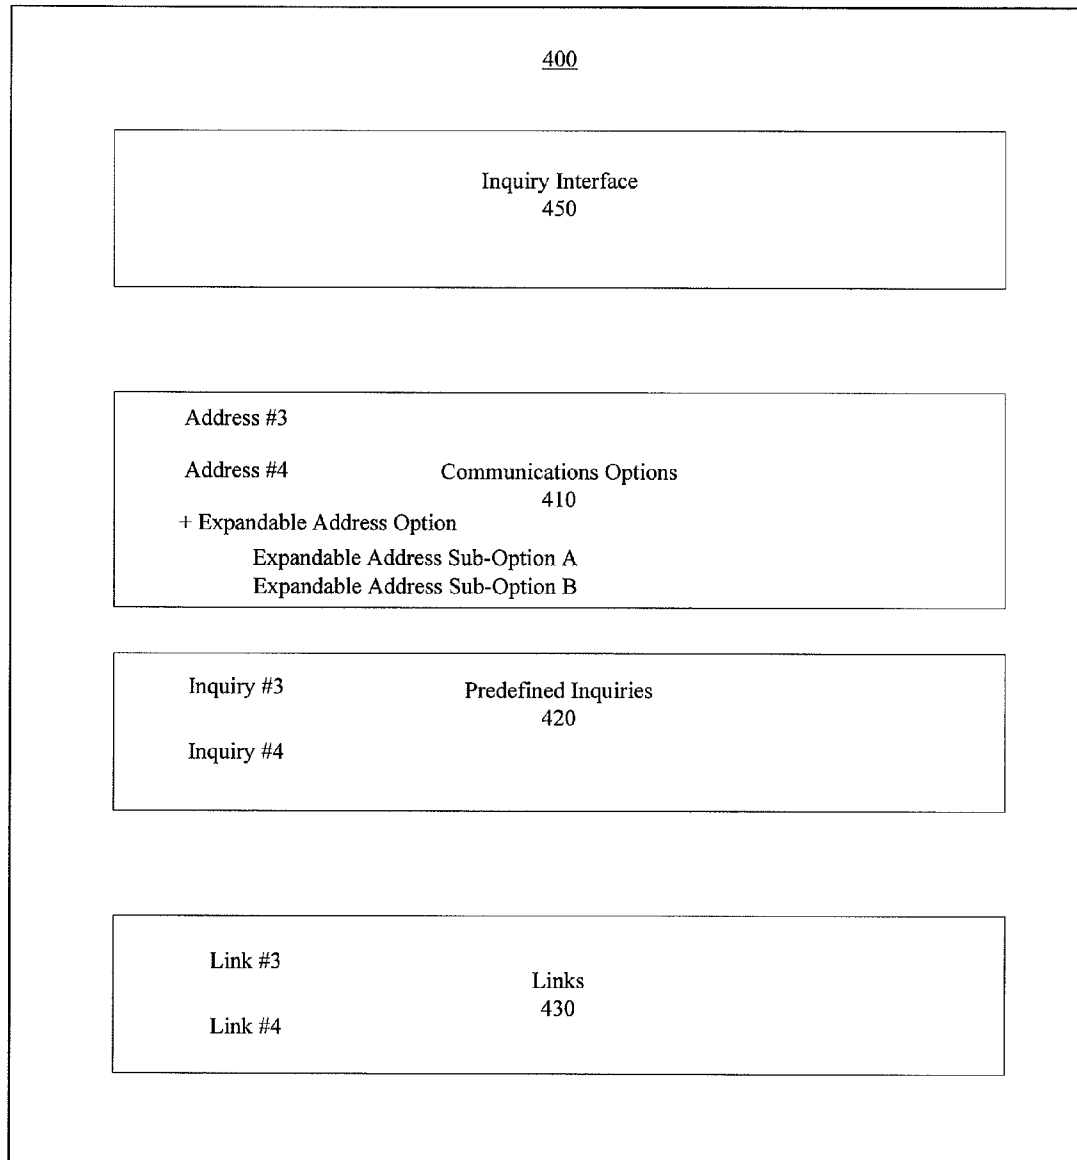 400
Inquiry Interface
450
Address #3
Address #4
Communications Options
410
+ Expandable Address Option
Expandable Address Sub-Option A
Expandable Address Sub-Option B
Inquiry #3
Predefined Inquiries
420
Inquiry #4
Link #3
Links
430
Link #4